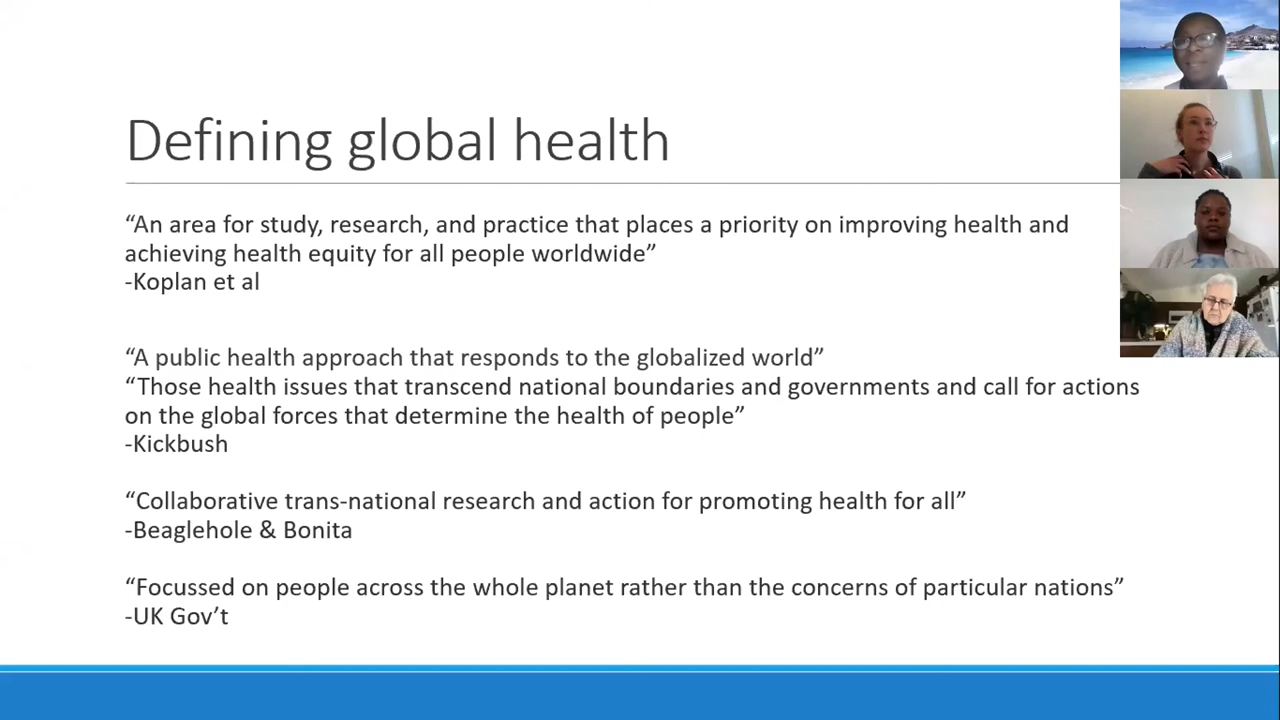 Defining global health
“An area for study, research, and practice that places a priority on improving health and
achieving health equity for all people worldwide”
-Koplan et al
“A public health approach that responds to the globalized world”
“Those health issues that transcend national boundaries and governments and call for actions
on the global forces that determine the health of people”
-Kickbush
“Collaborative trans-national research and action for promoting health for all”
-Beaglehole & Bonita
“Focussed on people across the whole planet rather than the concerns of particular nations”
-UK Gov’t